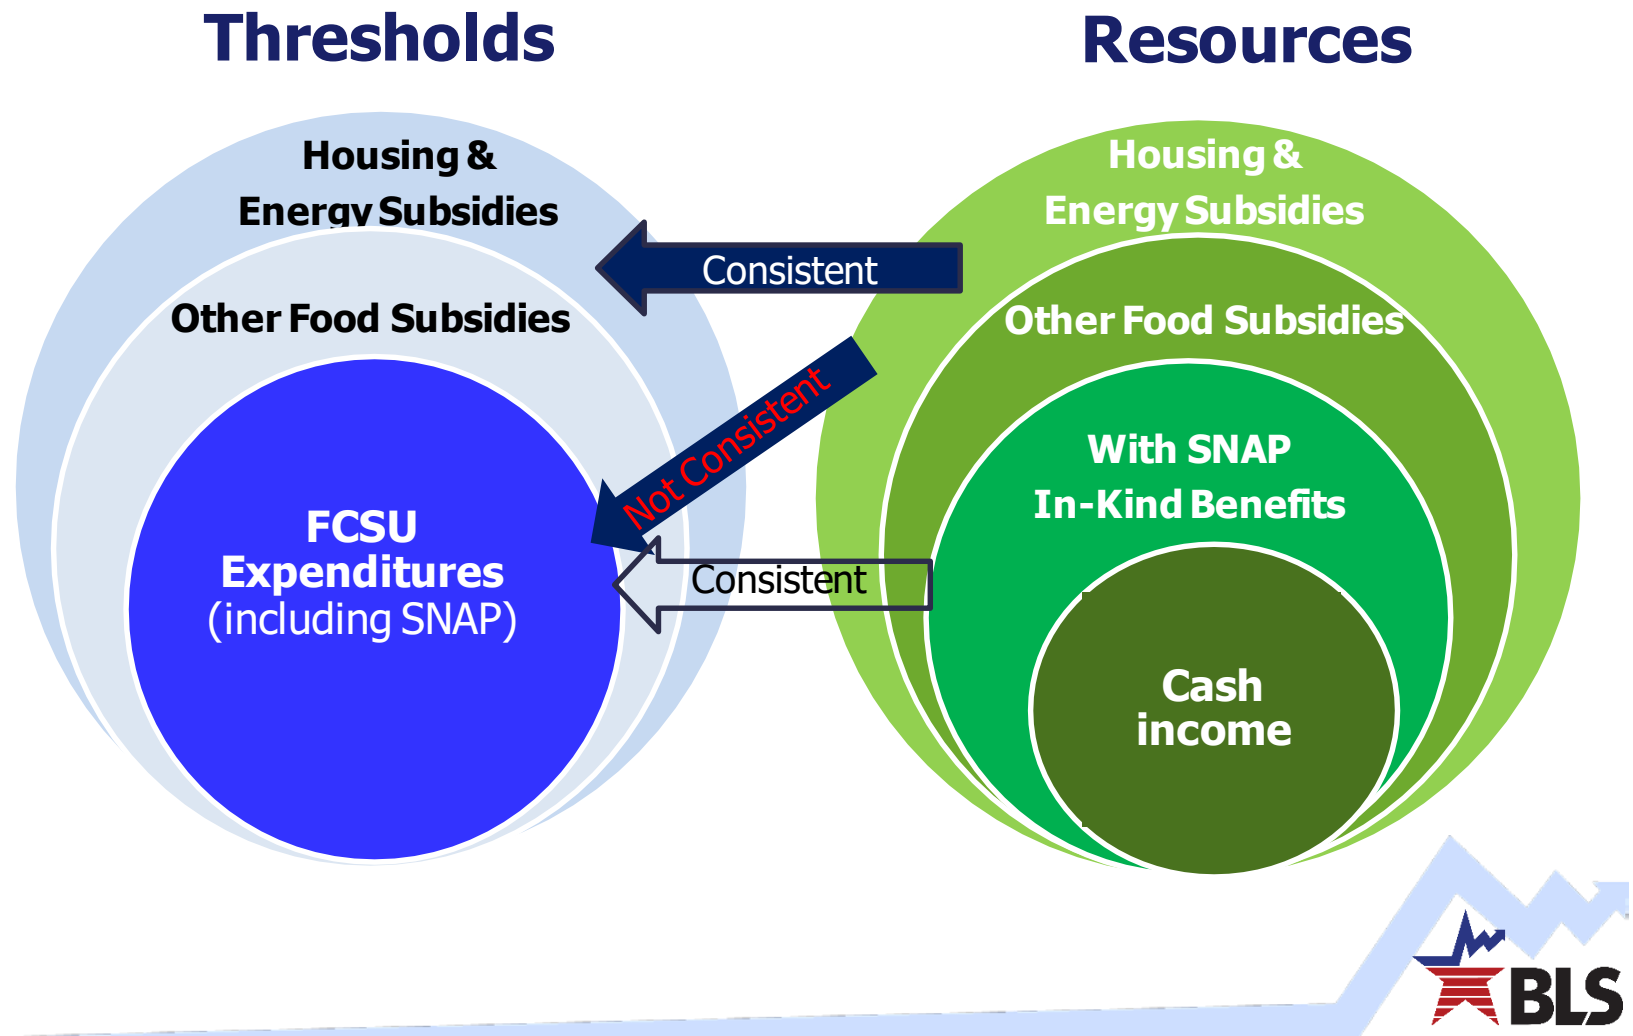 Thresholds
Resources
Housing &
Energy Subsidies
Other Food Subsidies
FCSU
Expenditures
(including SNAP)
Consistent
Not Consistent
Consistent
Housing &
Energy Subsidies
Other Food Subsidies
With SNAP
In-Kind Benefits
Cash
income
BLS